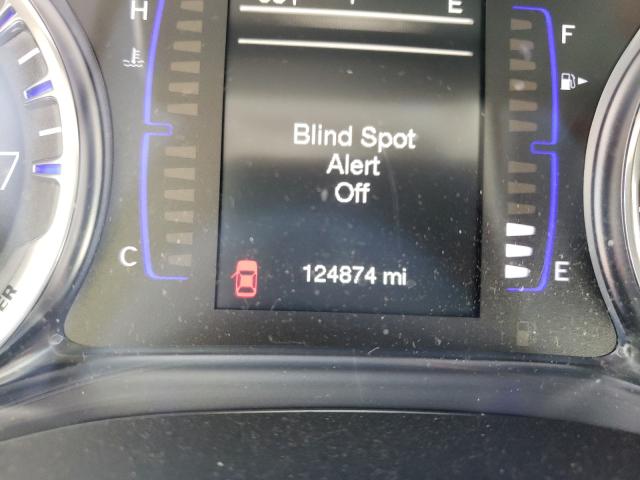 H
E
F
Blind Spot
Alert
Off
C
E
124874 mi